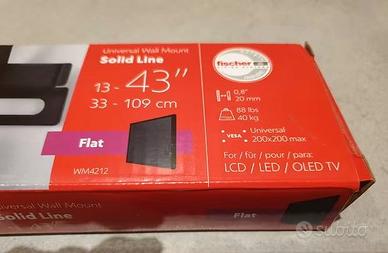 Universal Wall Mount
Solid Line
13 - 43”
33 - 109 cm
Flat
WM4212
fischer
0,8"
20 mm
88 lbs
40 kg
VESA
Universal
200x200 max
For / für / pour / para:
LCD / LED / OLED TV
Universal Wall Mount
Solid Line
Flat
subito